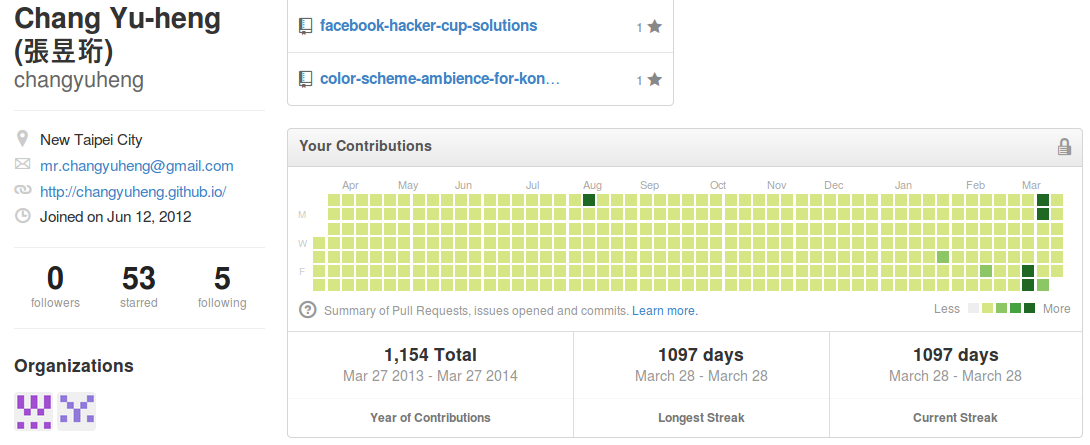 Chang Yu-heng
(張昱珩)
changyuheng
New Taipei City
mr.changyuheng@gmail.com
http://changyuheng.github.io/
Joined on Jun 12, 2012
0 53 5
followers starred following
Organizations
facebook-hacker-cup-solutions 1
color-scheme-ambience-for-kon… 1
Your Contributions
Apr May Jun Jul Aug Sep Oct Nov Dec Jan Feb Mar
M
W
F
? Summary of Pull Requests, issues opened and commits. Learn more. Less More
1,154 Total
Mar 27 2013 - Mar 27 2014
Year of Contributions
1097 days
March 28 - March 28
Longest Streak
1097 days
March 28 - March 28
Current Streak